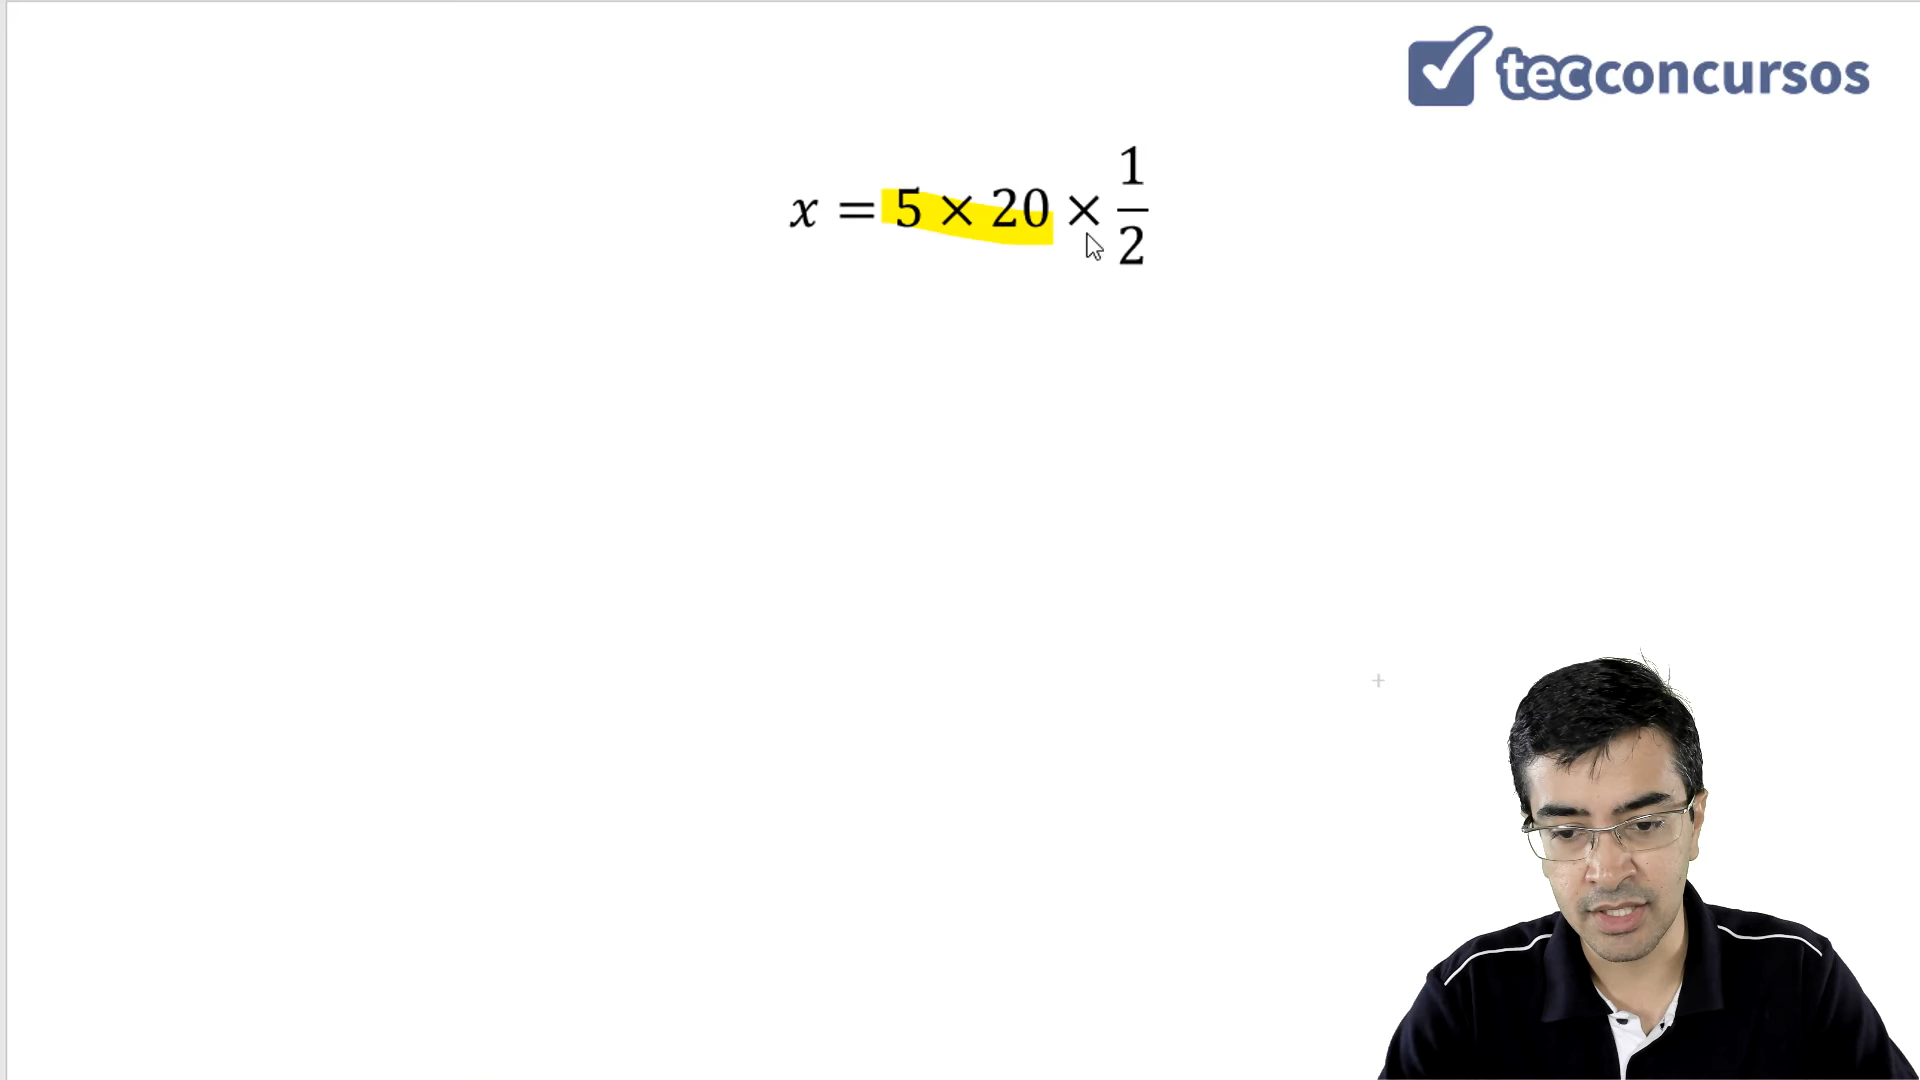 tecconcursos
x = 5 × 20 × 1/2